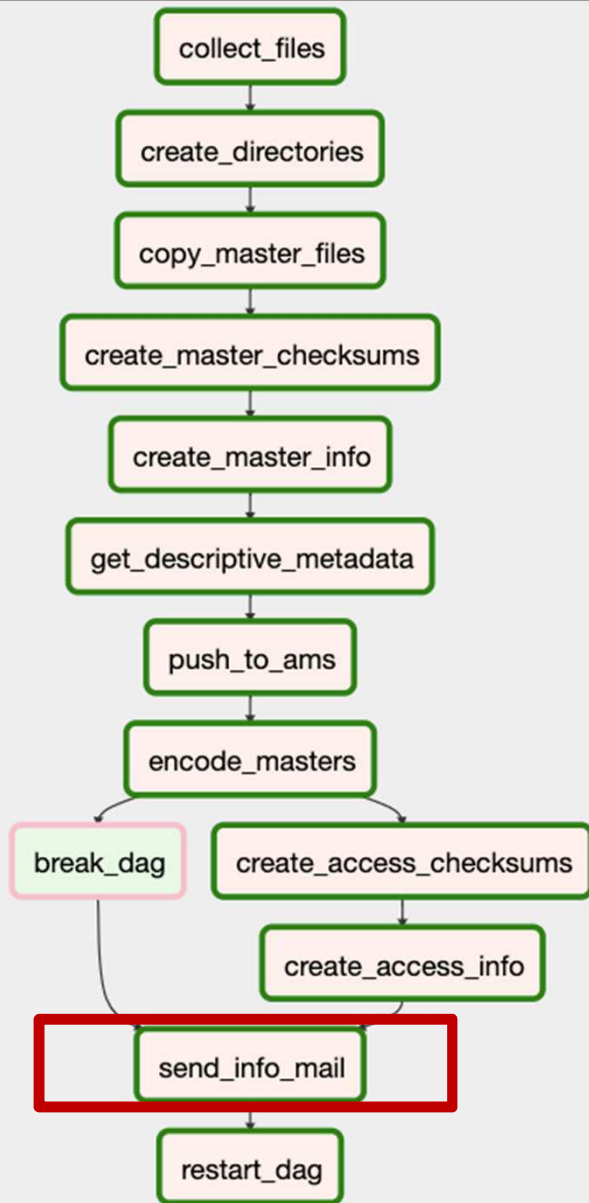 collect_files
create_directories
copy_master_files
create_master_checksums
create_master_info
get_descriptive_metadata
push_to_ams
encode_masters
break_dag
create_access_checksums
create_access_info
send_info_mail
restart_dag